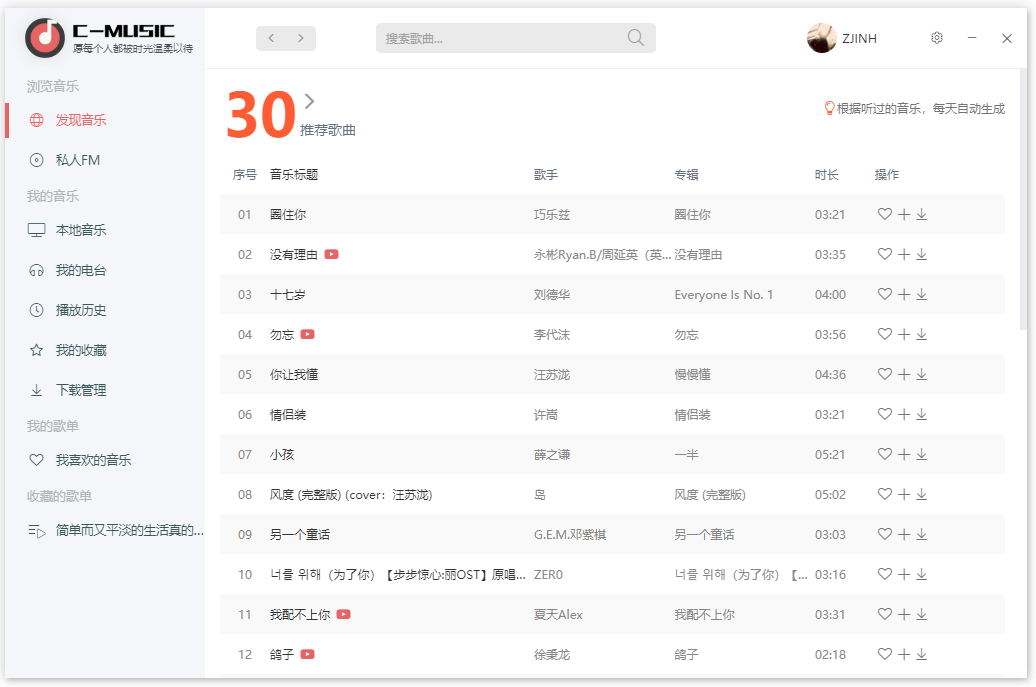 C-MUSIC
愿每个人都被时光温柔以待
搜索歌曲...
ZJINH
浏览音乐
发现音乐
私人FM
我的音乐
本地音乐
我的电台
播放历史
我的收藏
下载管理
我的歌单
我喜欢的音乐
收藏的歌单
简单而又平淡的生活真的...
30
推荐歌曲
根据听过的音乐，每天自动生成
序号 音乐标题 歌手 专辑 时长 操作
01 圈住你 巧乐兹 圈住你 03:21
02 没有理由 永彬Ryan.B/周延英（英... 没有理由 03:35
03 十七岁 刘德华 Everyone Is No. 1 04:00
04 勿忘 李代沫 勿忘 03:56
05 你让我懂 汪苏泷 慢慢懂 04:36
06 情侣装 许嵩 情侣装 03:21
07 小孩 薛之谦 一半 05:21
08 风度 (完整版) (cover：汪苏泷) 岛 风度 (完整版) 05:02
09 另一个童话 G.E.M.邓紫棋 另一个童话 03:03
10 너를 위해（为了你）【步步惊心:丽OST】原唱... ZER0 너를 위해（为了你）【... 03:16
11 我配不上你 夏天Alex 我配不上你 03:31
12 鸽子 徐秉龙 鸽子 02:18